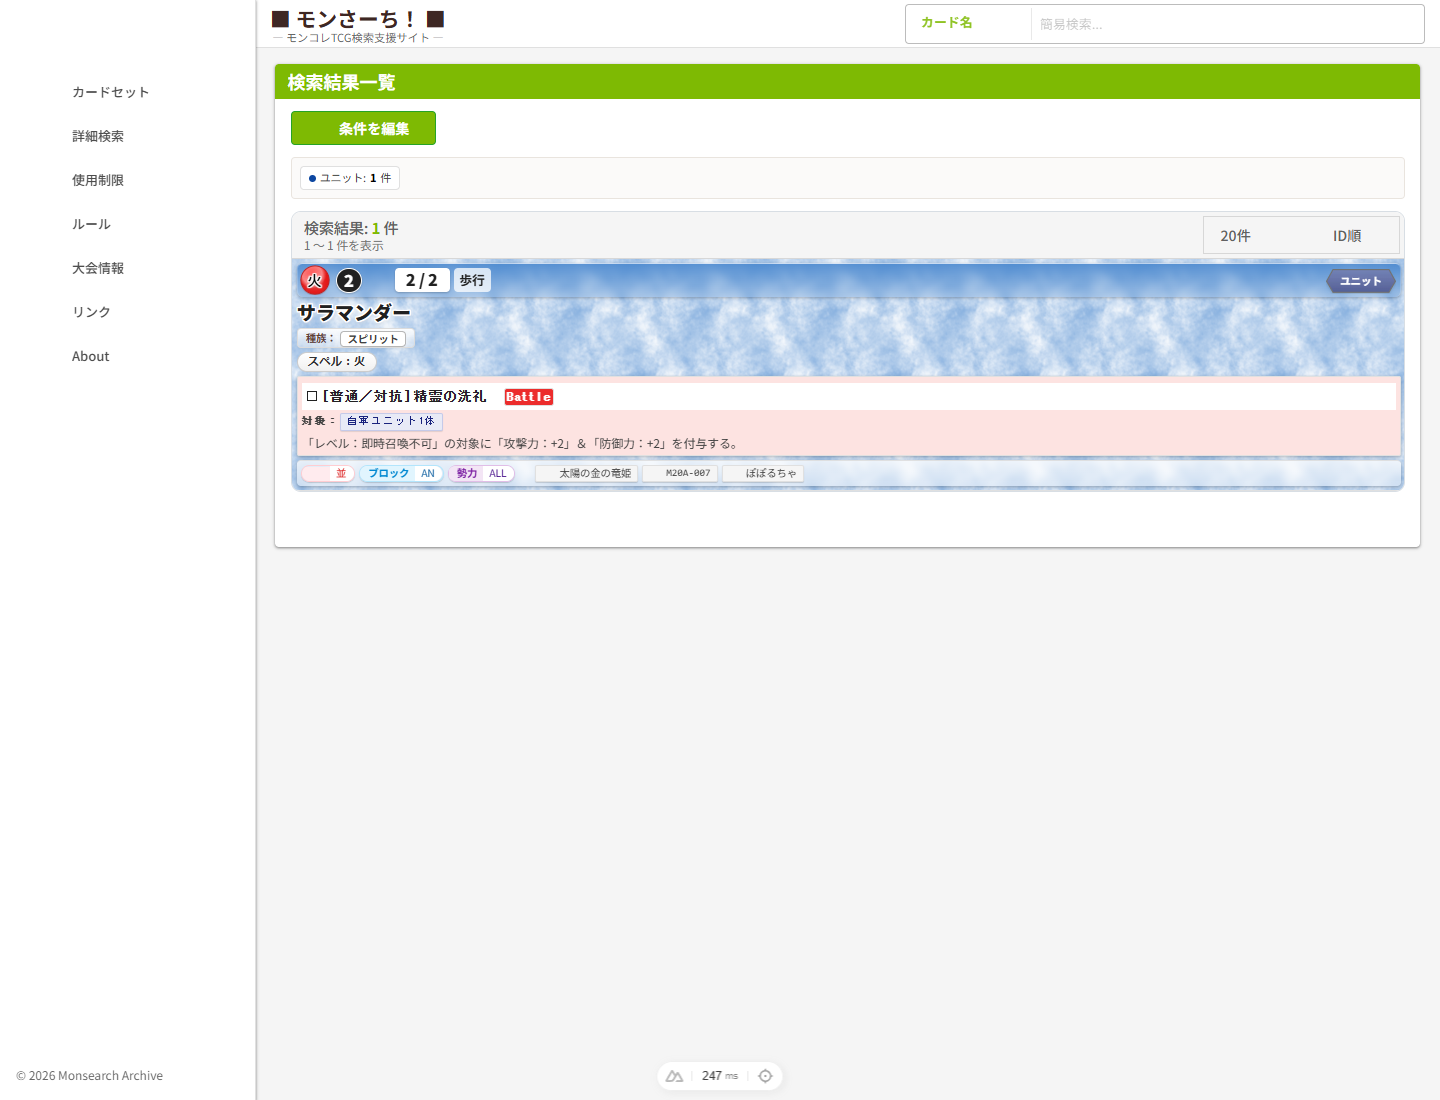 ■ モンさーち！ ■
― モンコレTCG検索支援サイト ―
カード名
簡易検索...
カードセット
詳細検索
使用制限
ルール
大会情報
リンク
About
© 2026 Monsearch Archive
検索結果一覧
条件を編集
ユニット: 1 件
検索結果: 1 件
1 ～ 1 件を表示
20件
ID順
火 2 2 / 2 歩行
ユニット
サラマンダー
種族： スピリット
スペル：火
□ [普通／対抗] 精霊の洗礼 Battle
対象： 自軍ユニット1体
「レベル：即時召喚不可」の対象に「攻撃力：+2」＆「防御力：+2」を付与する。
並 ブロック AN 勢力 ALL 太陽の金の竜姫 M20A-007 ぽぽるちゃ
247 ms